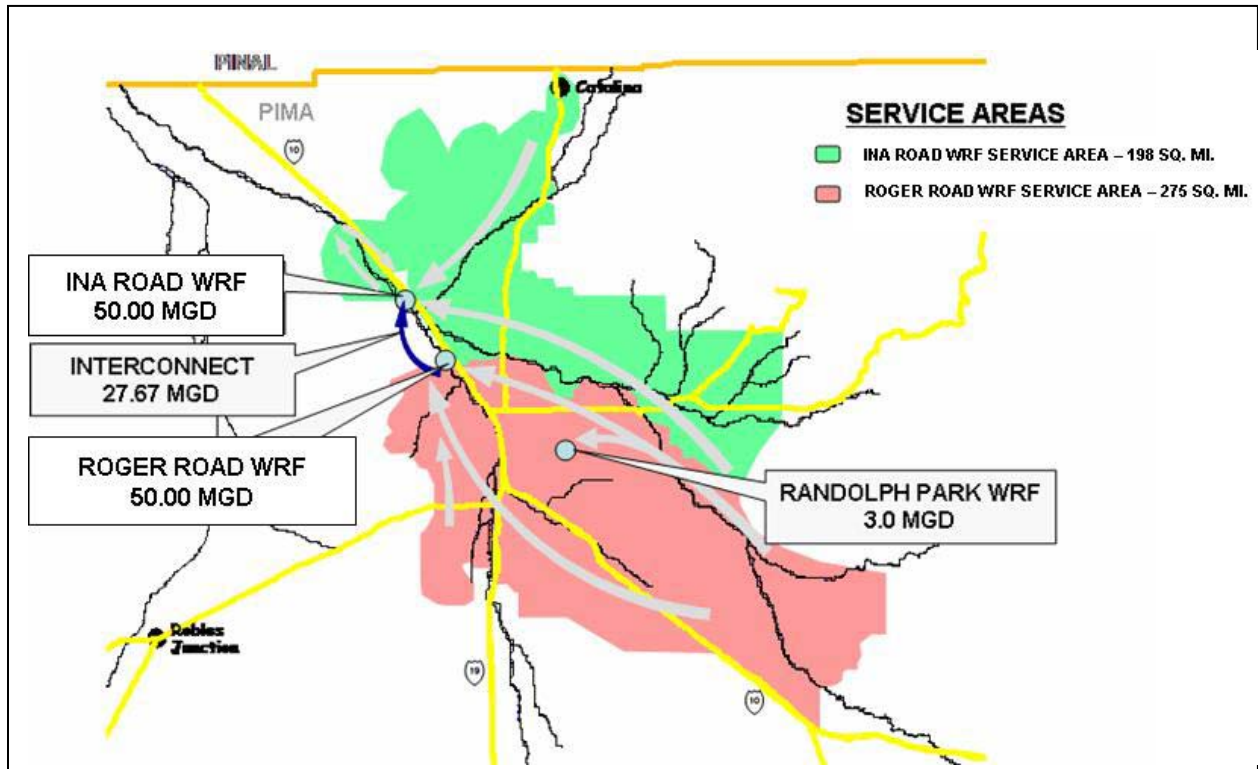 PINAL
PIMA
10
Catalina
SERVICE AREAS
INA ROAD WRF SERVICE AREA – 198 SQ. MI.
ROGER ROAD WRF SERVICE AREA – 275 SQ. MI.
INA ROAD WRF
50.00 MGD
INTERCONNECT
27.67 MGD
ROGER ROAD WRF
50.00 MGD
RANDOLPH PARK WRF
3.0 MGD
Robles
Junction
19
10